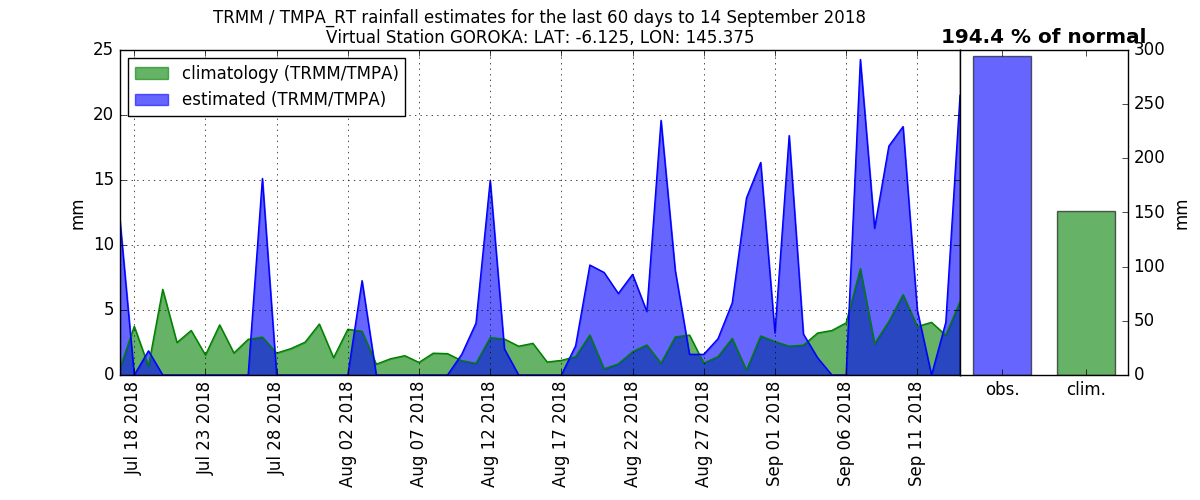 TRMM / TMPA_RT rainfall estimates for the last 60 days to 14 September 2018
Virtual Station GOROKA: LAT: -6.125, LON: 145.375
194.4 % of normal
climatology (TRMM/TMPA)
estimated (TRMM/TMPA)
mm
25
20
15
10
5
0
Jul 18 2018
Jul 23 2018
Jul 28 2018
Aug 02 2018
Aug 07 2018
Aug 12 2018
Aug 17 2018
Aug 22 2018
Aug 27 2018
Sep 01 2018
Sep 06 2018
Sep 11 2018
obs.
clim.
300
250
200
150
100
50
0
mm